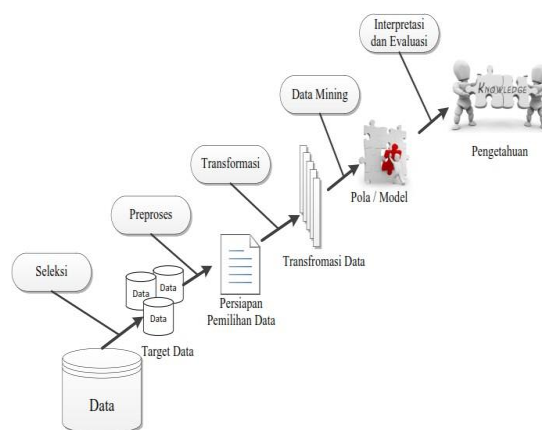 Interpretasi
dan Evaluasi
KNOWLEDGE
Data Mining
Pengetahuan
Transformasi
Pola / Model
Preproses
Transfromasi Data
Seleksi
Data
Data
Data
Persiapan
Pemilihan Data
Target Data
Data